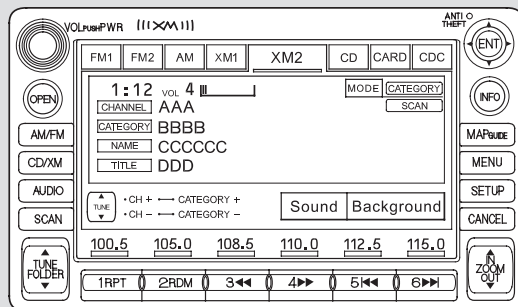 VOL PUSH PWR
(((XM)))
ANTI THEFT
ENT
FM1 FM2 AM XM1 XM2 CD CARD CDC
1:12 VOL 4
MODE CATEGORY
SCAN
CHANNEL AAA
CATEGORY BBBB
NAME CCCCCC
TITLE DDD
TUNE
•CH + CATEGORY +
•CH − CATEGORY −
Sound Background
OPEN
AM/FM
CD/XM
AUDIO
SCAN
TUNE FOLDER
INFO
MAP GUIDE
MENU
SETUP
CANCEL
IN ZOOM OUT
100.5 105.0 108.5 110.0 112.5 115.0
1RPT 2RDM 3◀◀ 4▶▶ 5|◀◀ 6▶▶|